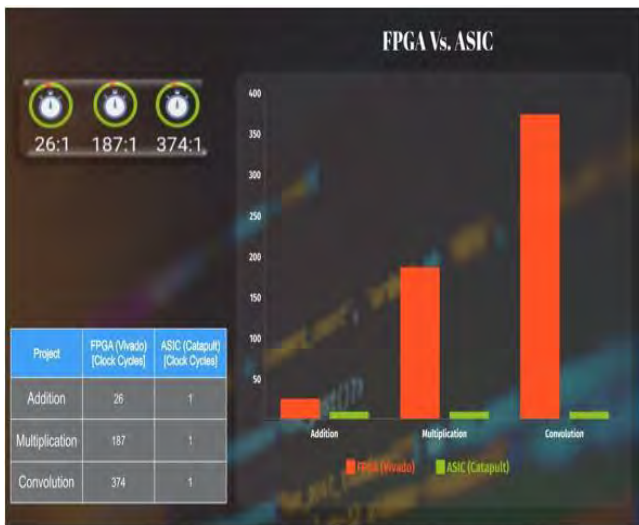 FPGA Vs. ASIC
26:1 187:1 374:1
400
350
300
250
200
150
100
50
Addition Multiplication Convolution
FPGA (Vivado) ASIC (Catapult)
Project FPGA (Vivado) [Clock Cycles] ASIC (Catapult) [Clock Cycles]
Addition 26 1
Multiplication 187 1
Convolution 374 1